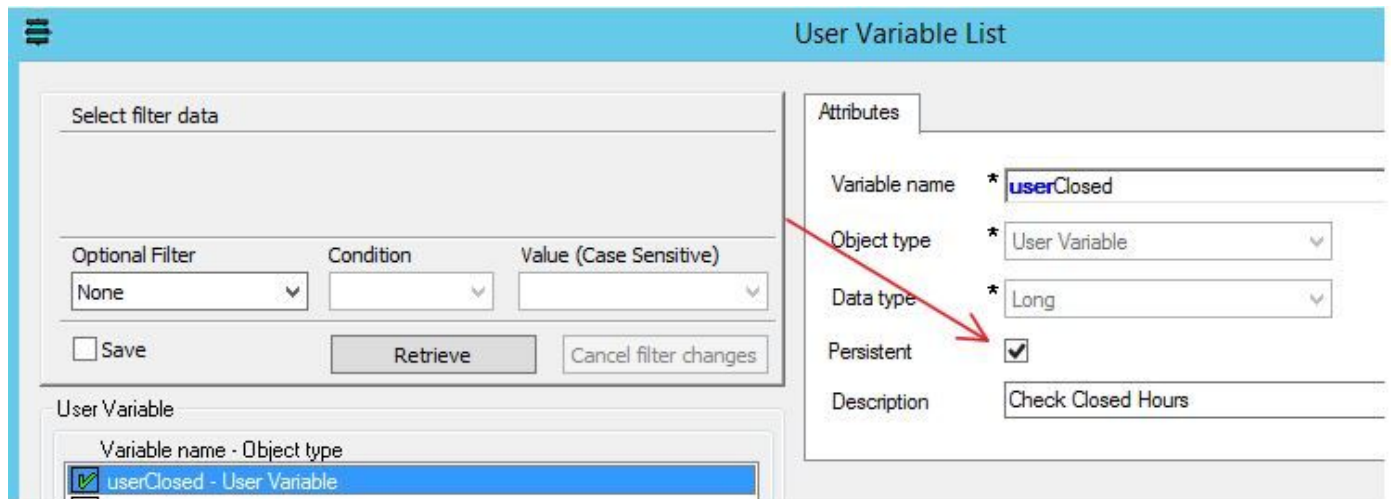 User Variable List
Select filter data
Optional Filter Condition Value (Case Sensitive)
None
Save Retrieve Cancel filter changes
User Variable
Variable name - Object type
userClosed - User Variable
Attributes
Variable name * userClosed
Object type * User Variable
Data type * Long
Persistent
Description Check Closed Hours